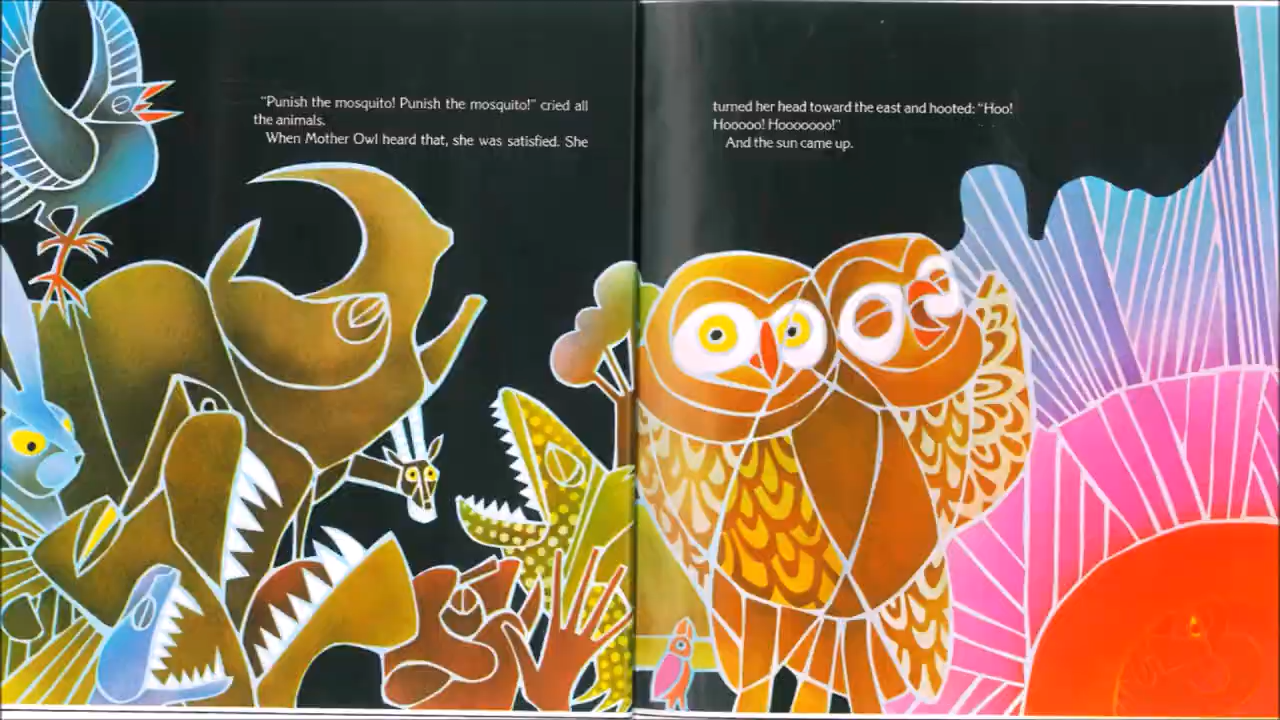 "Punish the mosquito! Punish the mosquito!" cried all
the animals.
When Mother Owl heard that, she was satisfied. She
turned her head toward the east and hooted: "Hoo!
Hooooo! Hooooooo!"
And the sun came up.